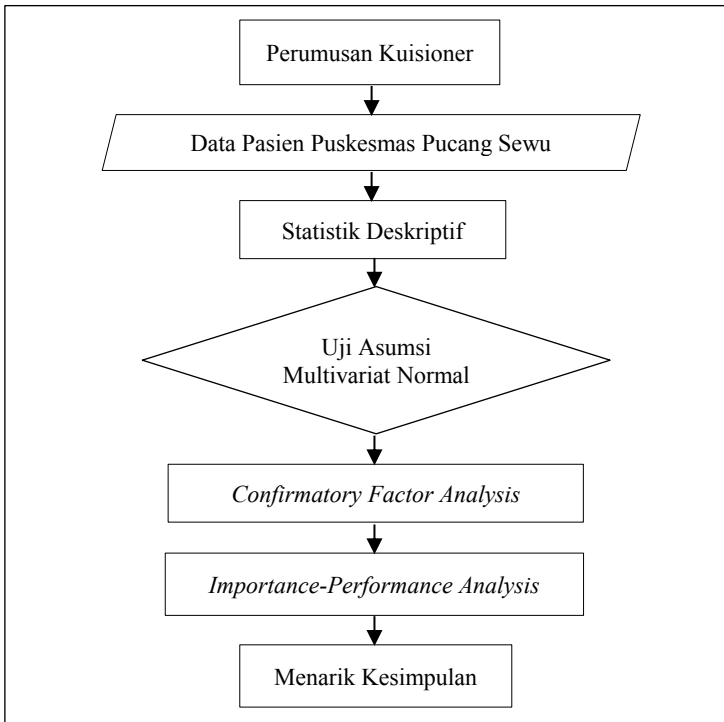 Perumusan Kuisioner
Data Pasien Puskesmas Pucang Sewu
Statistik Deskriptif
Uji Asumsi
Multivariat Normal
Confirmatory Factor Analysis
Importance-Performance Analysis
Menarik Kesimpulan